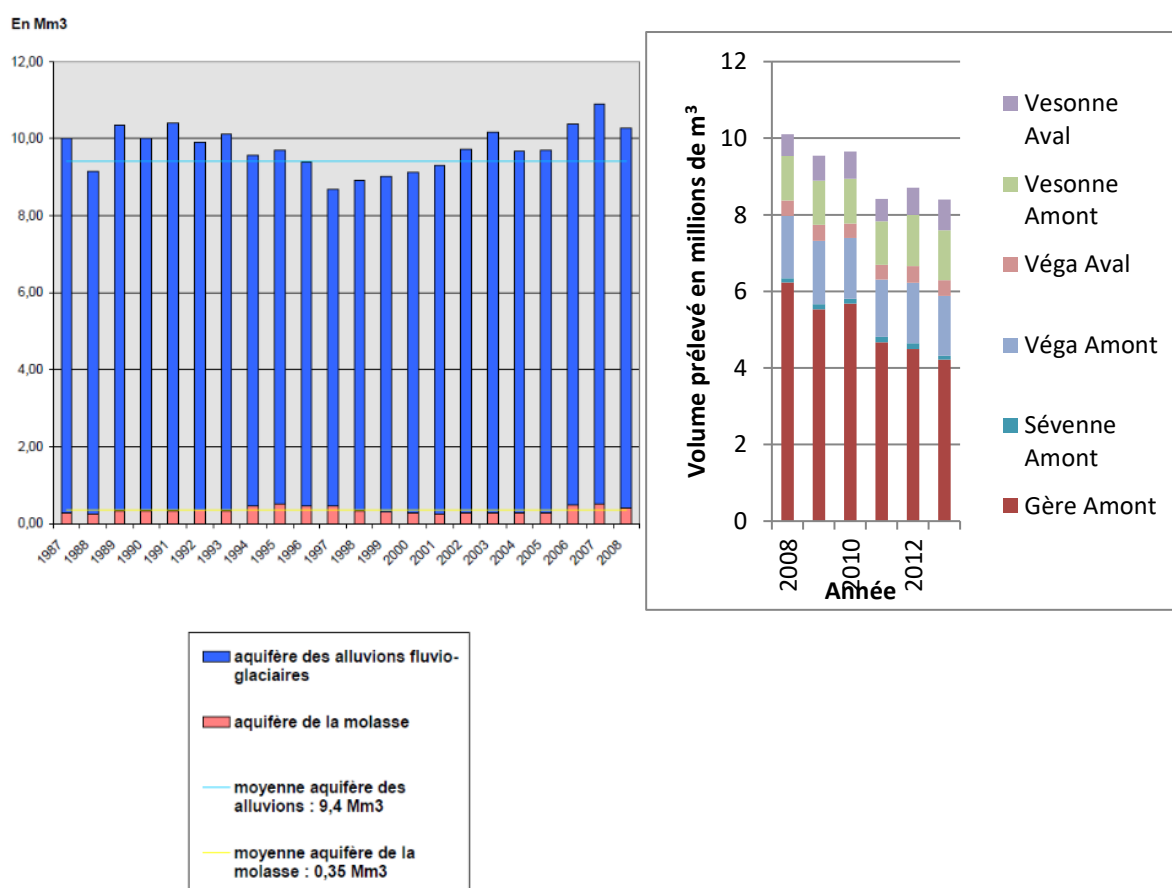 En Mm3
12,00
10,00
8,00
6,00
4,00
2,00
0,00
1987
1988
1989
1990
1991
1992
1993
1994
1995
1996
1997
1998
1999
2000
2001
2002
2003
2004
2005
2006
2007
2008
aquifère des alluvions fluvio-
glaciaires
aquifère de la molasse
moyenne aquifère des
alluvions : 9,4 Mm3
moyenne aquifère de la
molasse : 0,35 Mm3
Volume prélevé en millions de m³
12
10
8
6
4
2
0
2008
2010
2012
Année
Vesonne
Aval
Vesonne
Amont
Véga Aval
Véga Amont
Sévenne
Amont
Gère Amont